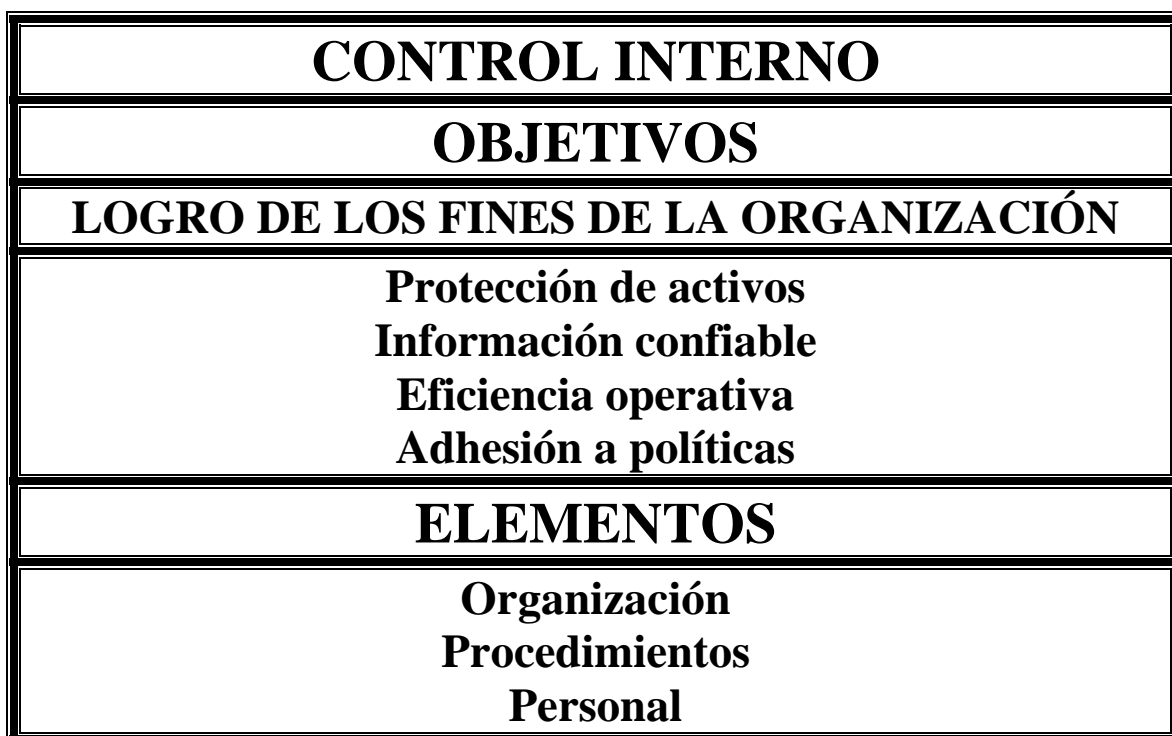 CONTROL INTERNO
OBJETIVOS
LOGRO DE LOS FINES DE LA ORGANIZACIÓN
Protección de activos
Información confiable
Eficiencia operativa
Adhesión a políticas
ELEMENTOS
Organización
Procedimientos
Personal